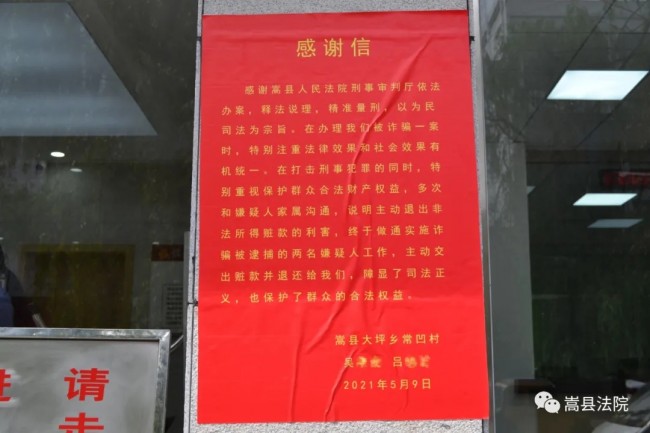 感谢信
感谢嵩县人民法院刑事审判厅依法
办案，释法说理，精准量刑，以为民
司法为宗旨。在办理我们被诈骗一案
时，特别注重法律效果和社会效果有
机统一。在打击刑事犯罪的同时，特
别重视保护群众合法财产权益，多次
和嫌疑人家属沟通，说明主动退出非
法所得赃款的利害，终于做通实施诈
骗被逮捕的两名嫌疑人工作，主动交
出赃款并退还给我们，障显了司法正
义，也保护了群众的合法权益。
嵩县大坪乡常凹村
吴 吕
2021年5月9日
请
走
进
嵩县法院